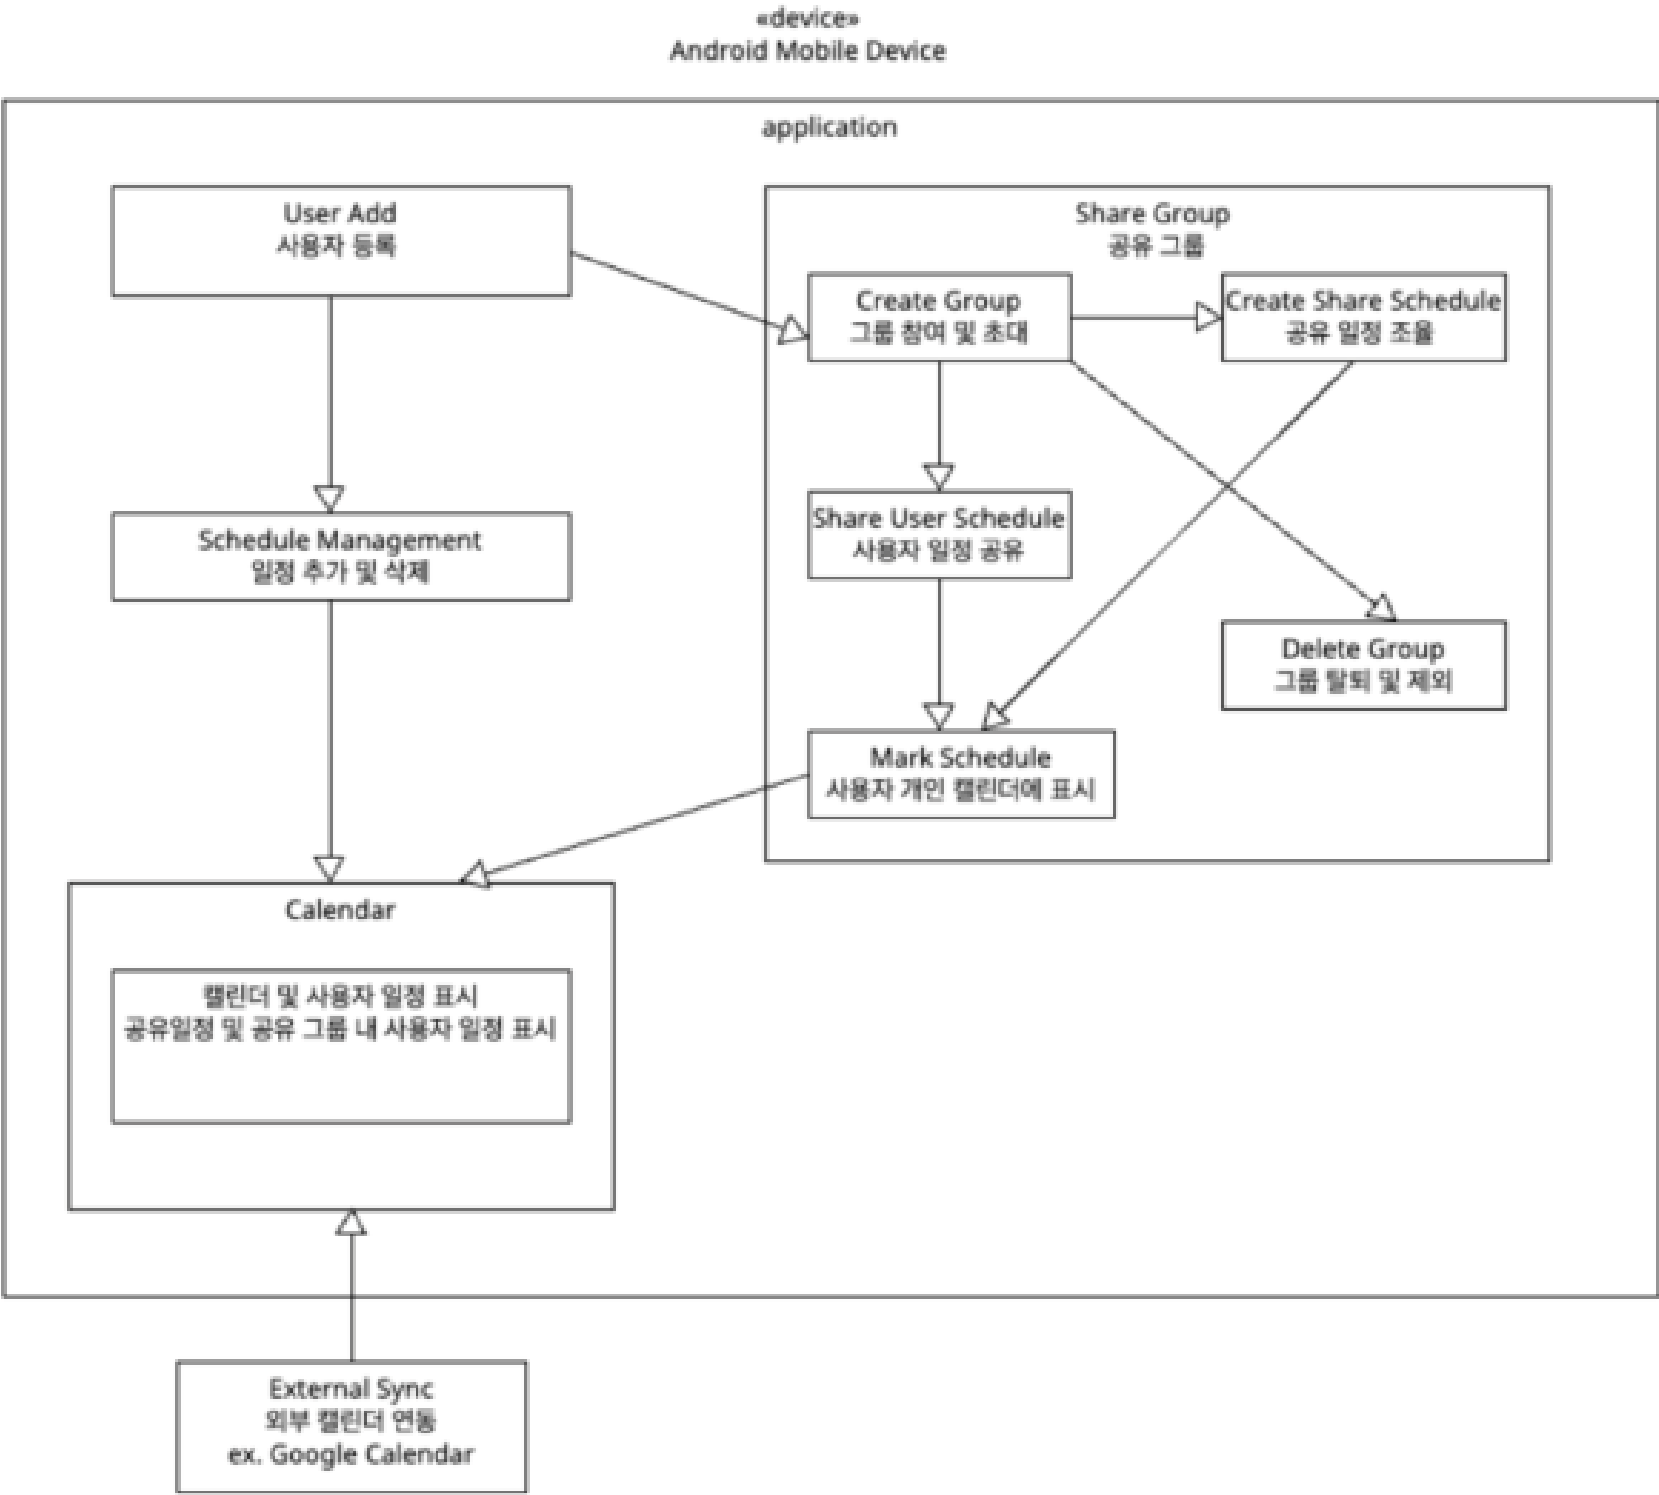 «device»
Android Mobile Device
application
User Add
사용자 등록
Share Group
공유 그룹
Create Group
그룹 참여 및 초대
Create Share Schedule
공유 일정 조율
Schedule Management
일정 추가 및 삭제
Share User Schedule
사용자 일정 공유
Delete Group
그룹 탈퇴 및 제외
Mark Schedule
사용자 개인 캘린더에 표시
Calendar
캘린더 및 사용자 일정 표시
공유일정 및 공유 그룹 내 사용자 일정 표시
External Sync
외부 캘린더 연동
ex. Google Calendar